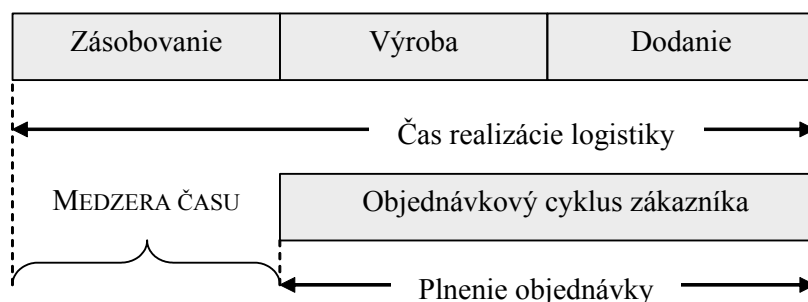 Zásobovanie Výroba Dodanie
Čas realizácie logistiky
MEDZERA ČASU Objednávkový cyklus zákazníka
Plnenie objednávky